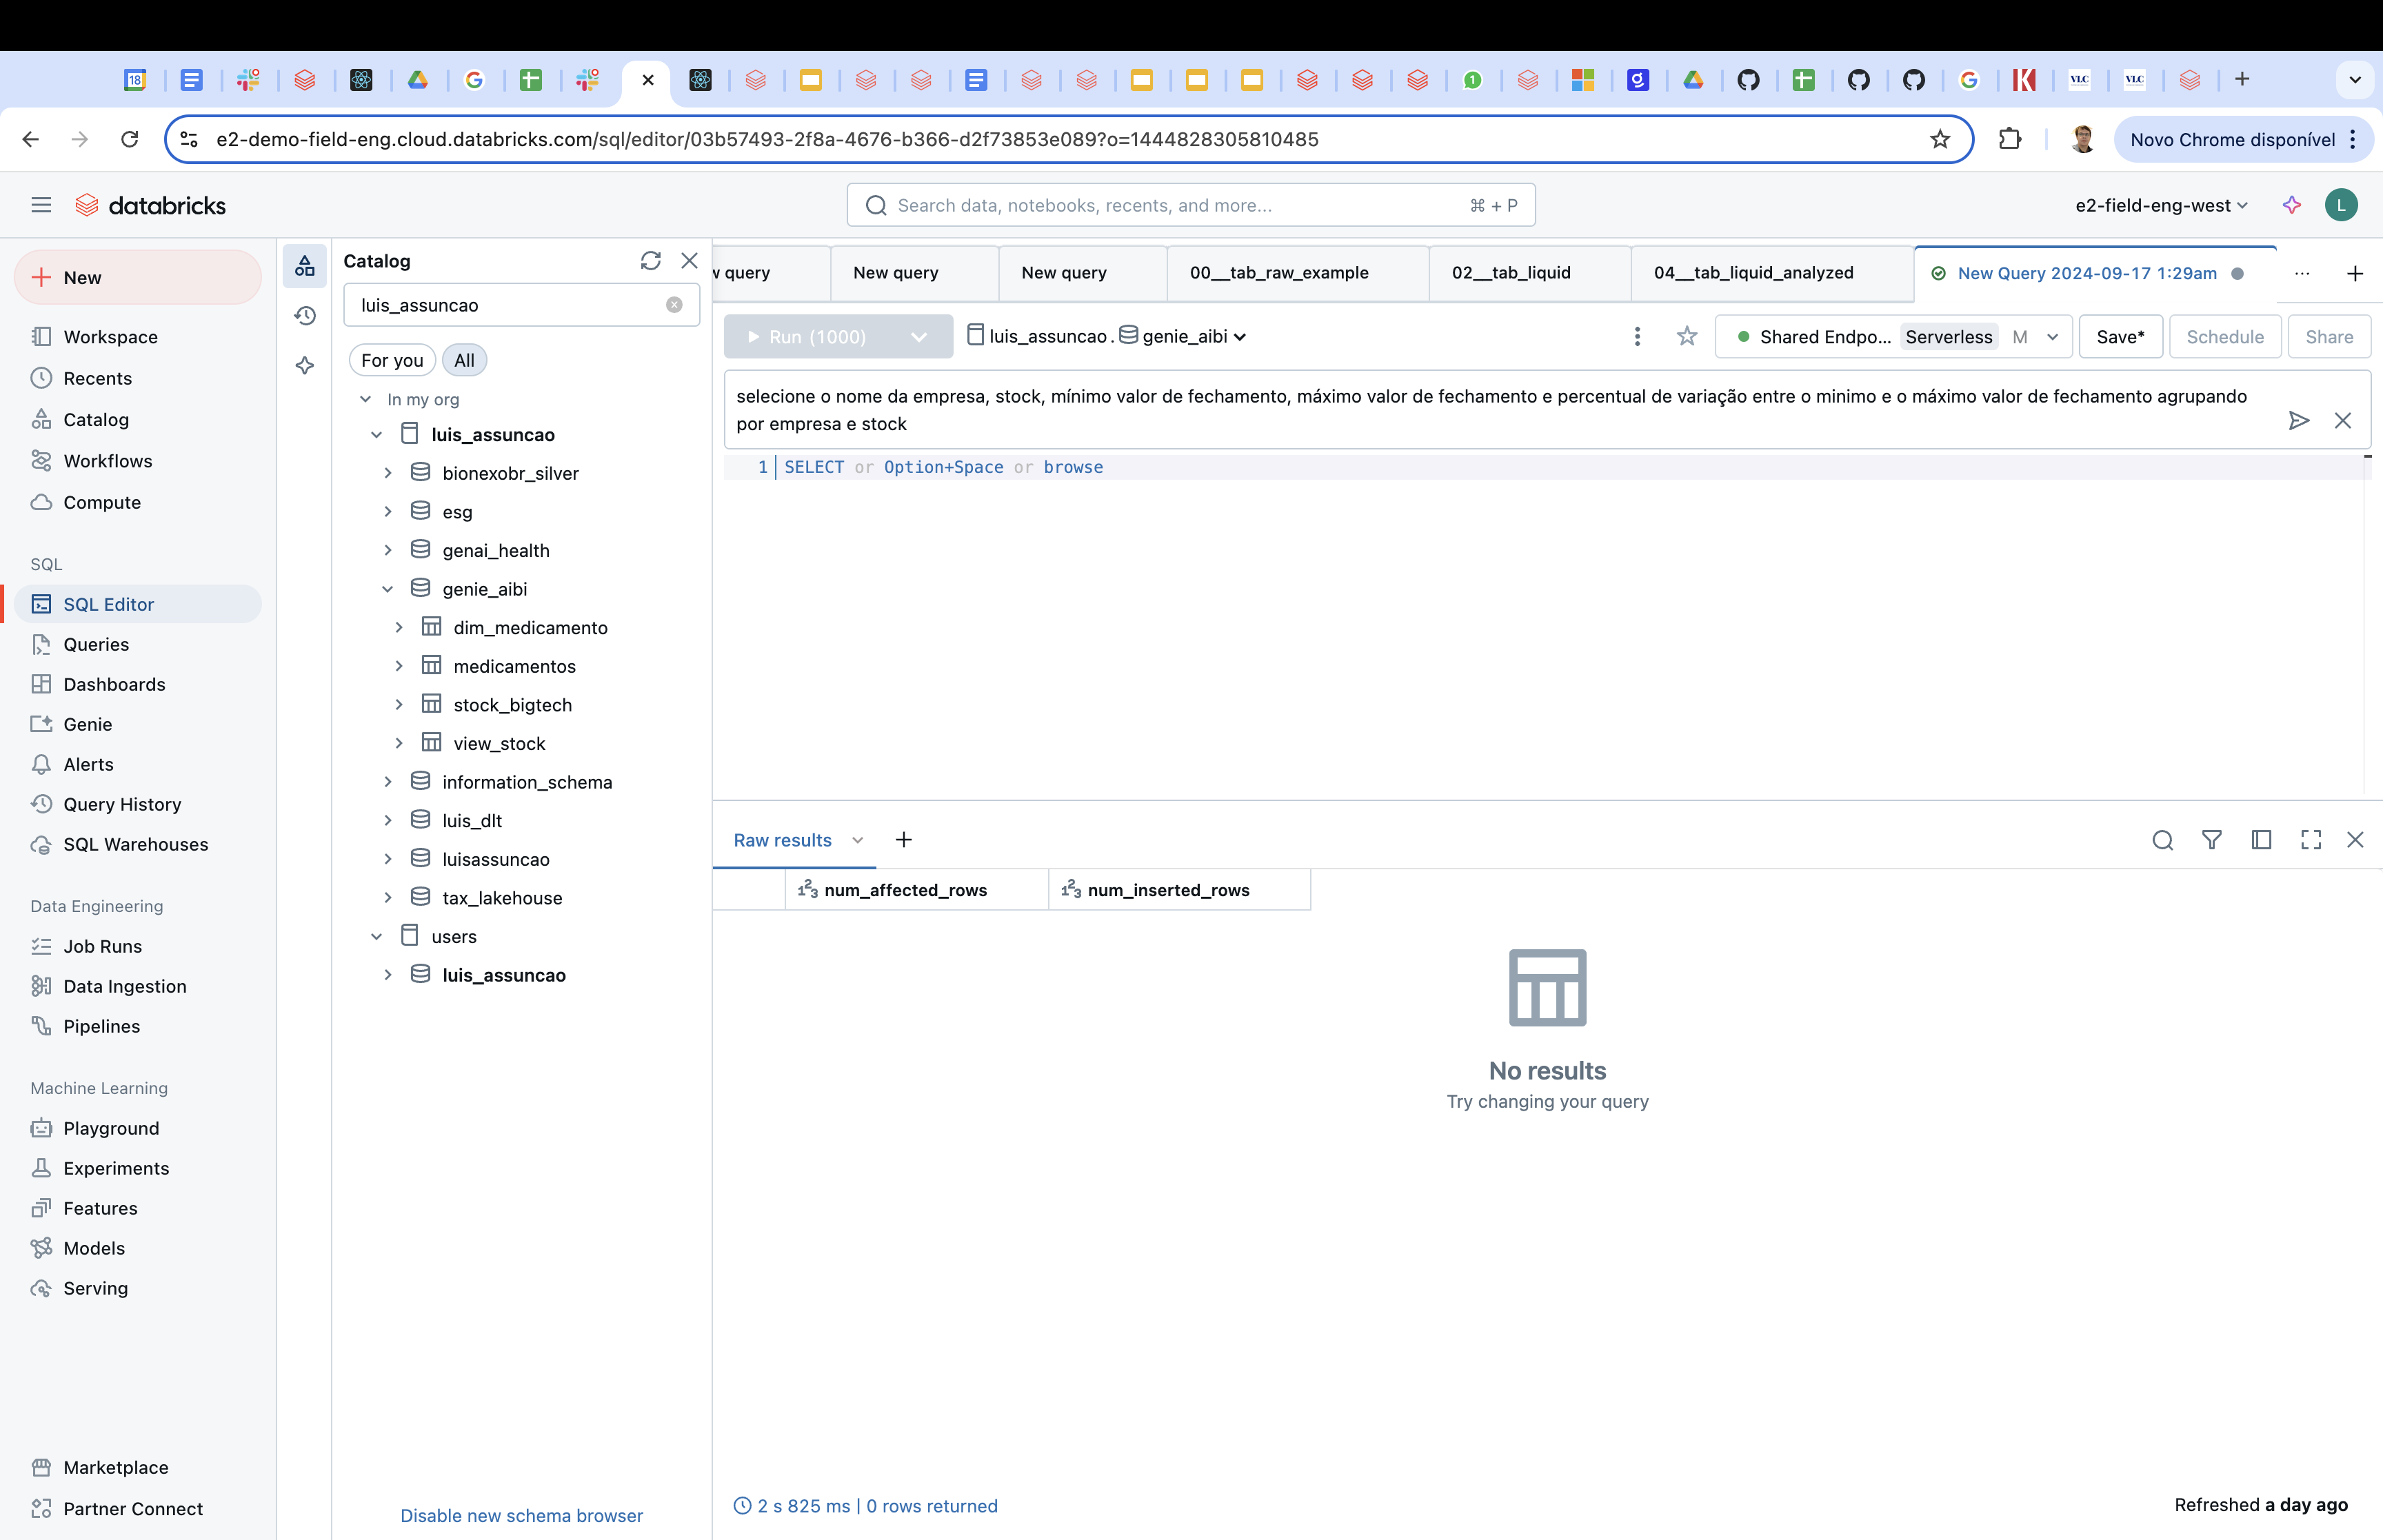 18
1
VLC
VLC
e2-demo-field-eng.cloud.databricks.com/sql/editor/03b57493-2f8a-4676-b366-d2f73853e089?o=1444828305810485
Novo Chrome disponível
databricks
Search data, notebooks, recents, and more...
⌘ + P
e2-field-eng-west
L
New
Workspace
Recents
Catalog
Workflows
Compute
SQL
SQL Editor
Queries
Dashboards
Genie
Alerts
Query History
SQL Warehouses
Data Engineering
Job Runs
Data Ingestion
Pipelines
Machine Learning
Playground
Experiments
Features
Models
Serving
Marketplace
Partner Connect
Catalog
luis_assuncao
For you
All
In my org
luis_assuncao
bionexobr_silver
esg
genai_health
genie_aibi
dim_medicamento
medicamentos
stock_bigtech
view_stock
information_schema
luis_dlt
luisassuncao
tax_lakehouse
users
luis_assuncao
Disable new schema browser
w query
New query
New query
00__tab_raw_example
02__tab_liquid
04__tab_liquid_analyzed
New Query 2024-09-17 1:29am
Run (1000)
luis_assuncao . genie_aibi
Shared Endpo... Serverless M
Save*
Schedule
Share
selecione o nome da empresa, stock, mínimo valor de fechamento, máximo valor de fechamento e percentual de variação entre o minimo e o máximo valor de fechamento agrupando
por empresa e stock
1 SELECT or Option+Space or browse
Raw results
num_affected_rows
num_inserted_rows
No results
Try changing your query
2 s 825 ms | 0 rows returned
Refreshed a day ago